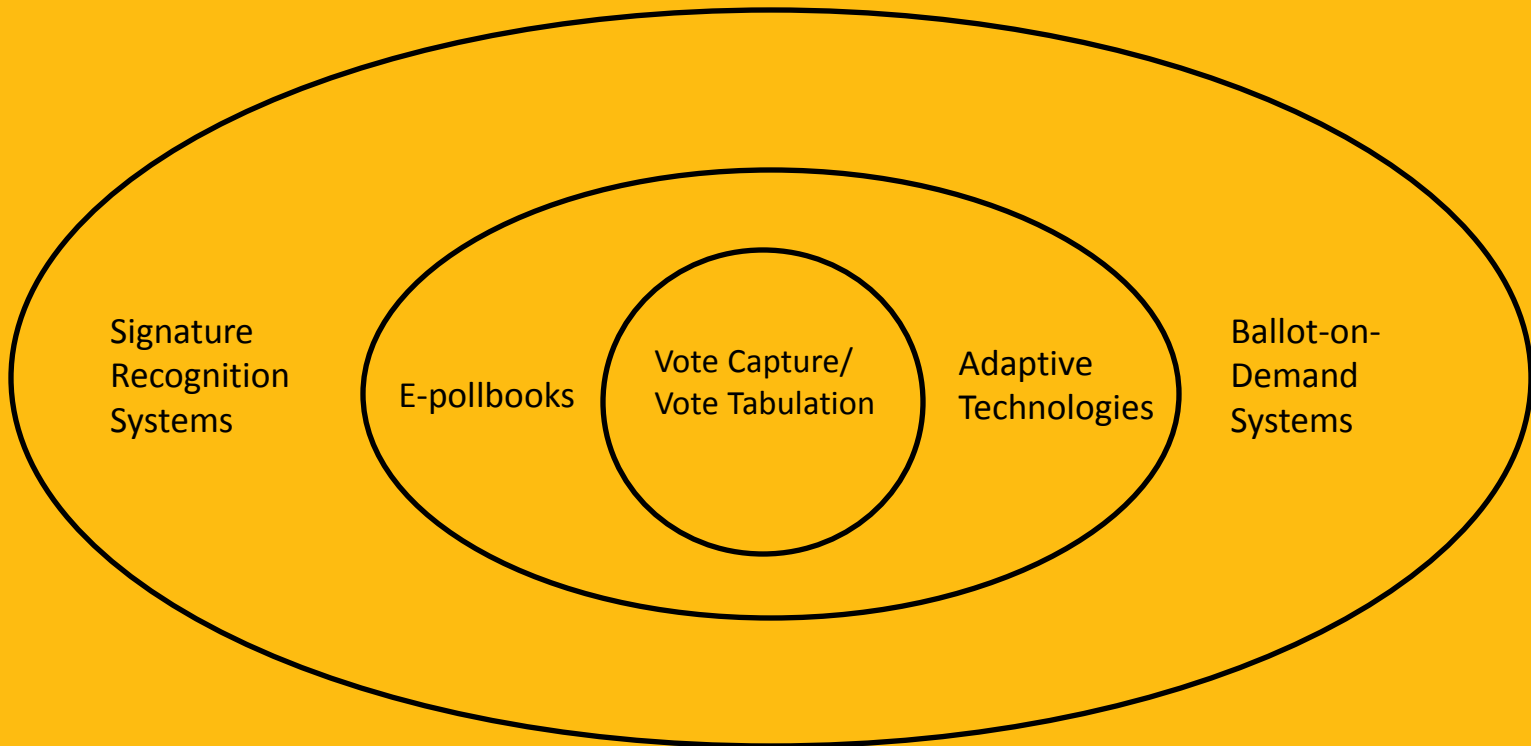 Signature
Recognition
Systems
E-pollbooks
Vote Capture/
Vote Tabulation
Adaptive
Technologies
Ballot-on-
Demand
Systems